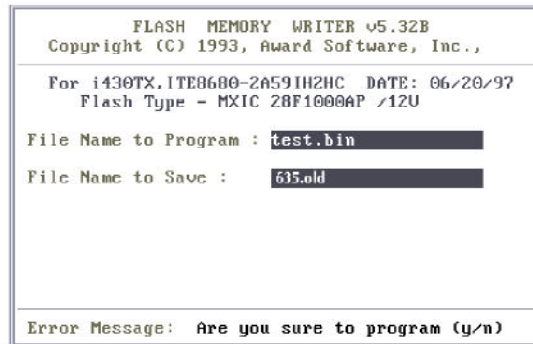 FLASH MEMORY WRITER v5.32B
Copyright (C) 1993, Award Software, Inc.,
For i430TX,ITE8680-2A59IH2HC DATE: 06/20/97
Flash Type - MXIC 28F1000AP /12V
File Name to Program : test.bin
File Name to Save : 635.old
Error Message: Are you sure to program (y/n)